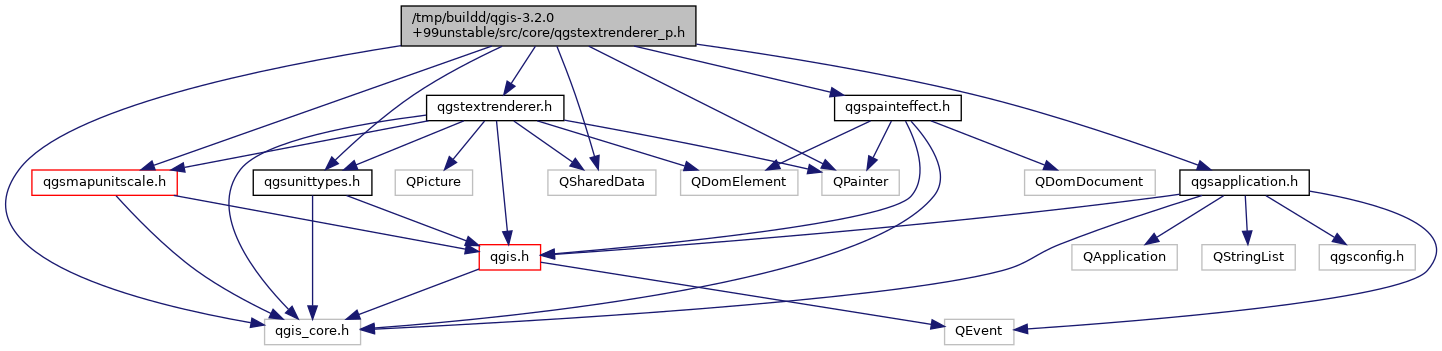 /tmp/buildd/qgis-3.2.0
+99unstable/src/core/qgstextrenderer_p.h
qgstextrenderer.h
qgspainteffect.h
qgsmapunitscale.h
qgsunittypes.h
QPicture
QSharedData
QDomElement
QPainter
QDomDocument
qgsapplication.h
qgis.h
QApplication
QStringList
qgsconfig.h
qgis_core.h
QEvent